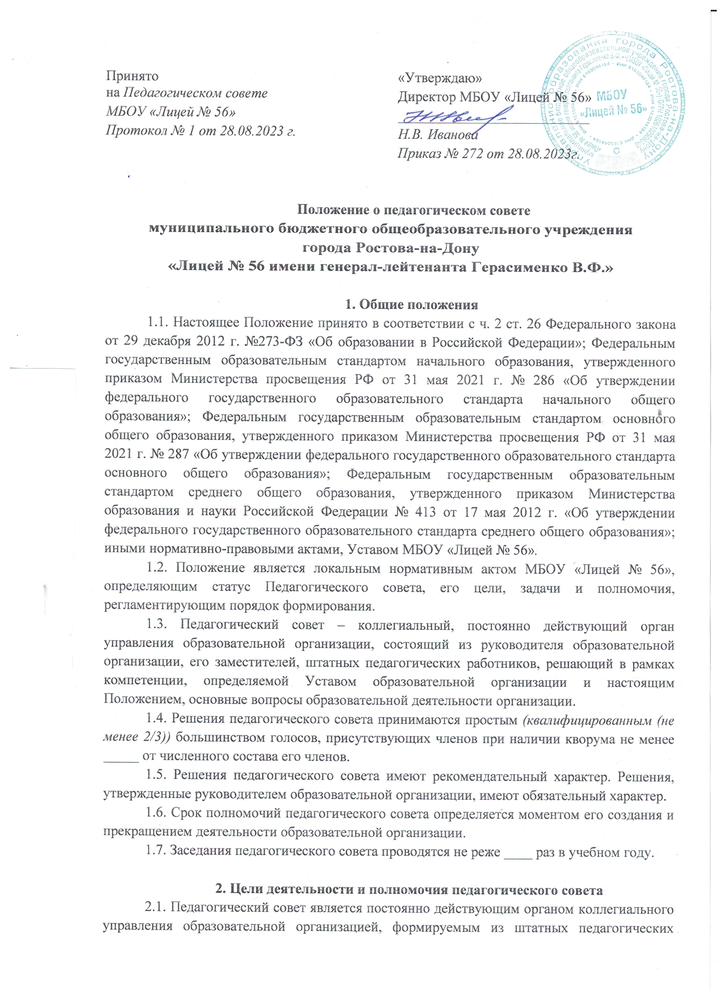 Принято
на Педагогическом совете
МБОУ «Лицей № 56»
Протокол № 1 от 28.08.2023 г.
«Утверждаю»
Директор МБОУ «Лицей № 56»
Н.В. Иванова
Приказ № 272 от 28.08.2023г.
МБОУ
«Лицей № 56»
Положение о педагогическом совете
муниципального бюджетного общеобразовательного учреждения
города Ростова-на-Дону
«Лицей № 56 имени генерал-лейтенанта Герасименко В.Ф.»
1. Общие положения
1.1. Настоящее Положение принято в соответствии с ч. 2 ст. 26 Федерального закона
от 29 декабря 2012 г. №273-ФЗ «Об образовании в Российской Федерации»; Федеральным
государственным образовательным стандартом начального образования, утвержденного
приказом Министерства просвещения РФ от 31 мая 2021 г. № 286 «Об утверждении
федерального государственного образовательного стандарта начального общего
образования»; Федеральным государственным образовательным стандартом основного
общего образования, утвержденного приказом Министерства просвещения РФ от 31 мая
2021 г. № 287 «Об утверждении федерального государственного образовательного стандарта
основного общего образования»; Федеральным государственным образовательным
стандартом среднего общего образования, утвержденного приказом Министерства
образования и науки Российской Федерации № 413 от 17 мая 2012 г. «Об утверждении
федерального государственного образовательного стандарта среднего общего образования»;
иными нормативно-правовыми актами, Уставом МБОУ «Лицей № 56».
1.2. Положение является локальным нормативным актом МБОУ «Лицей № 56»,
определяющим статус Педагогического совета, его цели, задачи и полномочия,
регламентирующим порядок формирования.
1.3. Педагогический совет – коллегиальный, постоянно действующий орган
управления образовательной организации, состоящий из руководителя образовательной
организации, его заместителей, штатных педагогических работников, решающий в рамках
компетенции, определяемой Уставом образовательной организации и настоящим
Положением, основные вопросы образовательной деятельности организации.
1.4. Решения педагогического совета принимаются простым (квалифицированным (не
менее 2/3)) большинством голосов, присутствующих членов при наличии кворума не менее
_____ от численного состава его членов.
1.5. Решения педагогического совета имеют рекомендательный характер. Решения,
утвержденные руководителем образовательной организации, имеют обязательный характер.
1.6. Срок полномочий педагогического совета определяется моментом его создания и
прекращением деятельности образовательной организации.
1.7. Заседания педагогического совета проводятся не реже ____ раз в учебном году.
2. Цели деятельности и полномочия педагогического совета
2.1. Педагогический совет является постоянно действующим органом коллегиального
управления образовательной организацией, формируемым из штатных педагогических